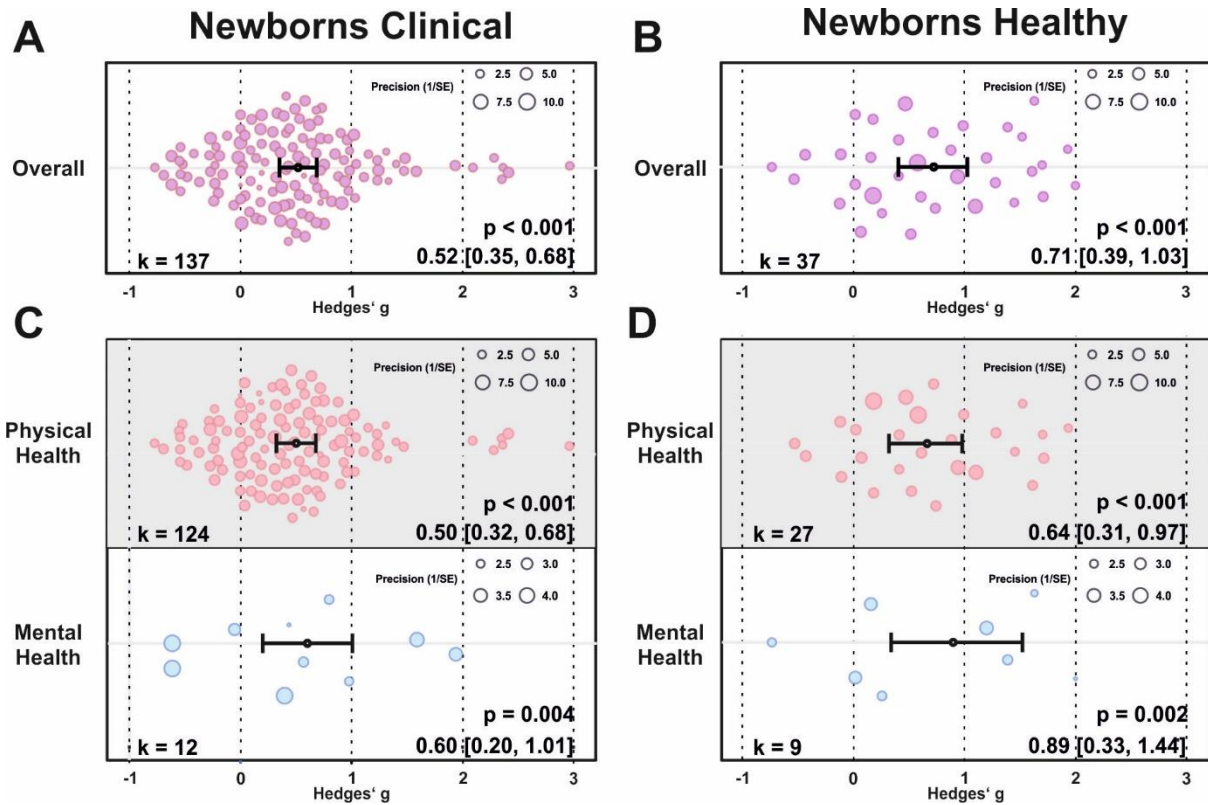 A
Newborns Clinical
Precision (1/SE)
2.5 5.0
7.5 10.0
Overall
p < 0.001
k = 137
0.52 [0.35, 0.68]
-1 0 1 2 3
Hedges‘ g
B
Newborns Healthy
Precision (1/SE)
2.5 5.0
7.5 10.0
Overall
p < 0.001
k = 37
0.71 [0.39, 1.03]
-1 0 1 2 3
Hedges‘ g
C
Precision (1/SE)
2.5 5.0
7.5 10.0
Physical
Health
p < 0.001
k = 124
0.50 [0.32, 0.68]
Precision (1/SE)
2.5 3.0
3.5 4.0
Mental
Health
p = 0.004
k = 12
0.60 [0.20, 1.01]
-1 0 1 2 3
Hedges‘ g
D
Precision (1/SE)
2.5 5.0
7.5 10.0
Physical
Health
p < 0.001
k = 27
0.64 [0.31, 0.97]
Precision (1/SE)
2.5 3.0
3.5 4.0
Mental
Health
p = 0.002
k = 9
0.89 [0.33, 1.44]
-1 0 1 2 3
Hedges‘ g